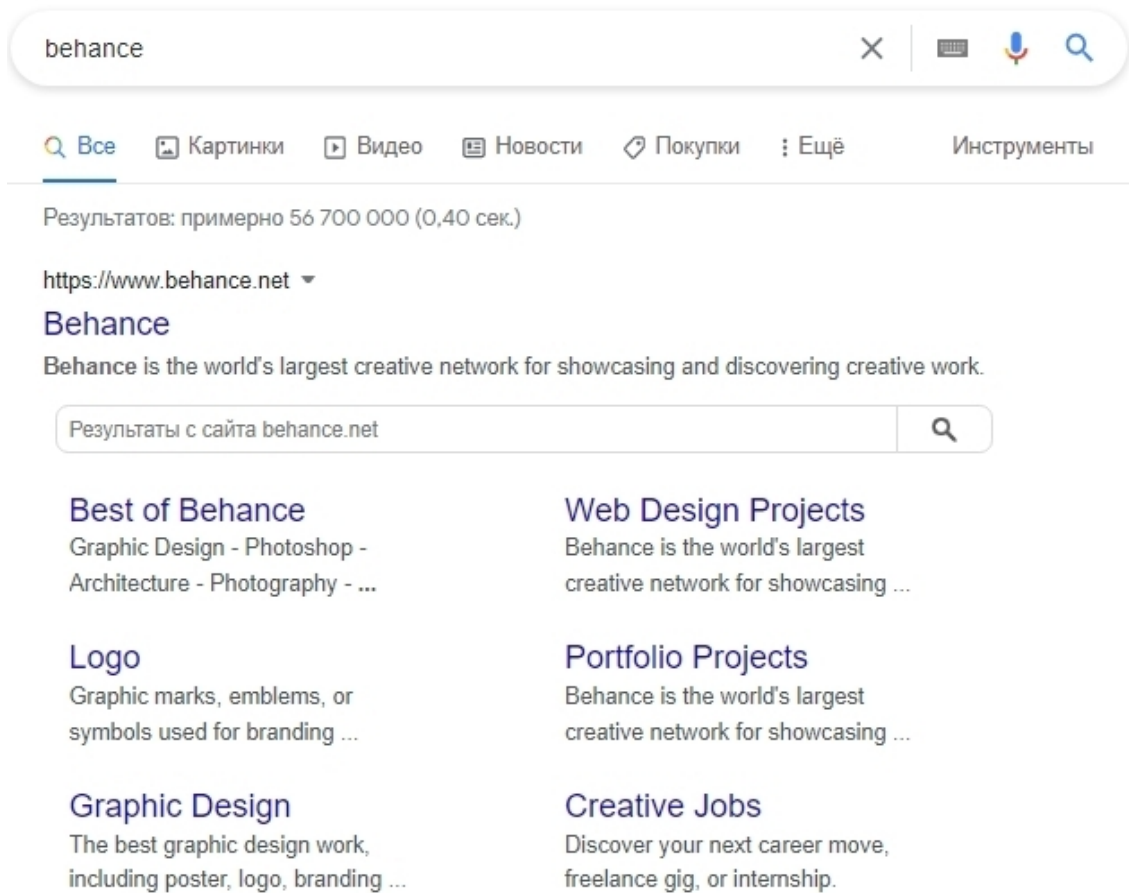 behance
Все Картинки Видео Новости Покупки Ещё Инструменты
Результатов: примерно 56 700 000 (0,40 сек.)
https://www.behance.net
Behance
Behance is the world's largest creative network for showcasing and discovering creative work.
Результаты с сайта behance.net
Best of Behance
Graphic Design - Photoshop -
Architecture - Photography - ...
Web Design Projects
Behance is the world's largest
creative network for showcasing ...
Logo
Graphic marks, emblems, or
symbols used for branding ...
Portfolio Projects
Behance is the world's largest
creative network for showcasing ...
Graphic Design
The best graphic design work,
including poster, logo, branding ...
Creative Jobs
Discover your next career move,
freelance gig, or internship.